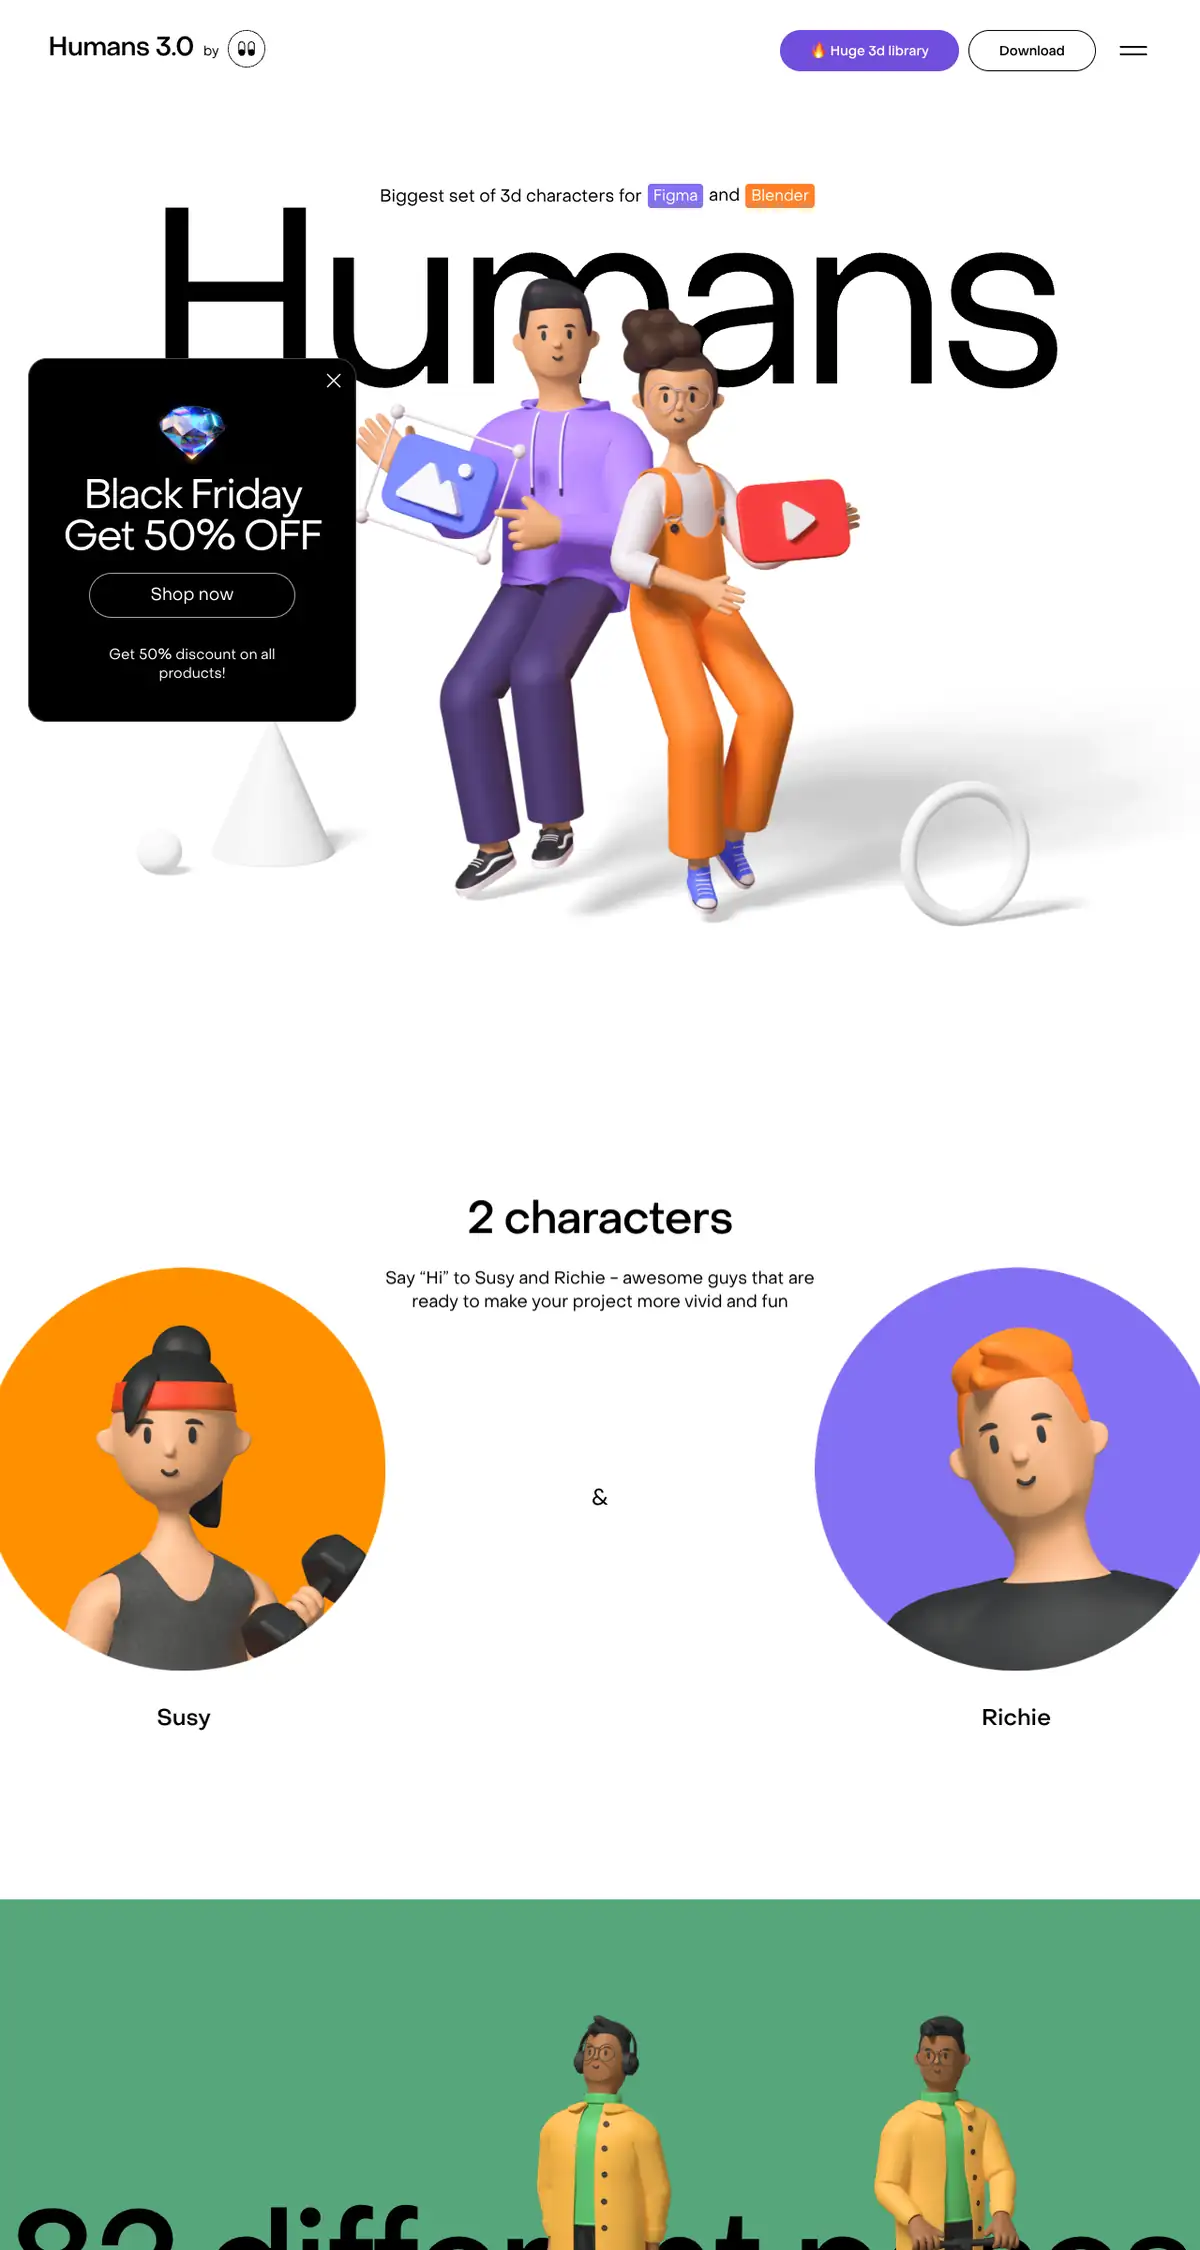 Humans 3.0 by
🔥 Huge 3d library
Download
Biggest set of 3d characters for Figma and Blender
Humans
Black Friday
Get 50% OFF
Shop now
Get 50% discount on all
products!
2 characters
Say “Hi” to Susy and Richie – awesome guys that are
ready to make your project more vivid and fun
&
Susy
Richie